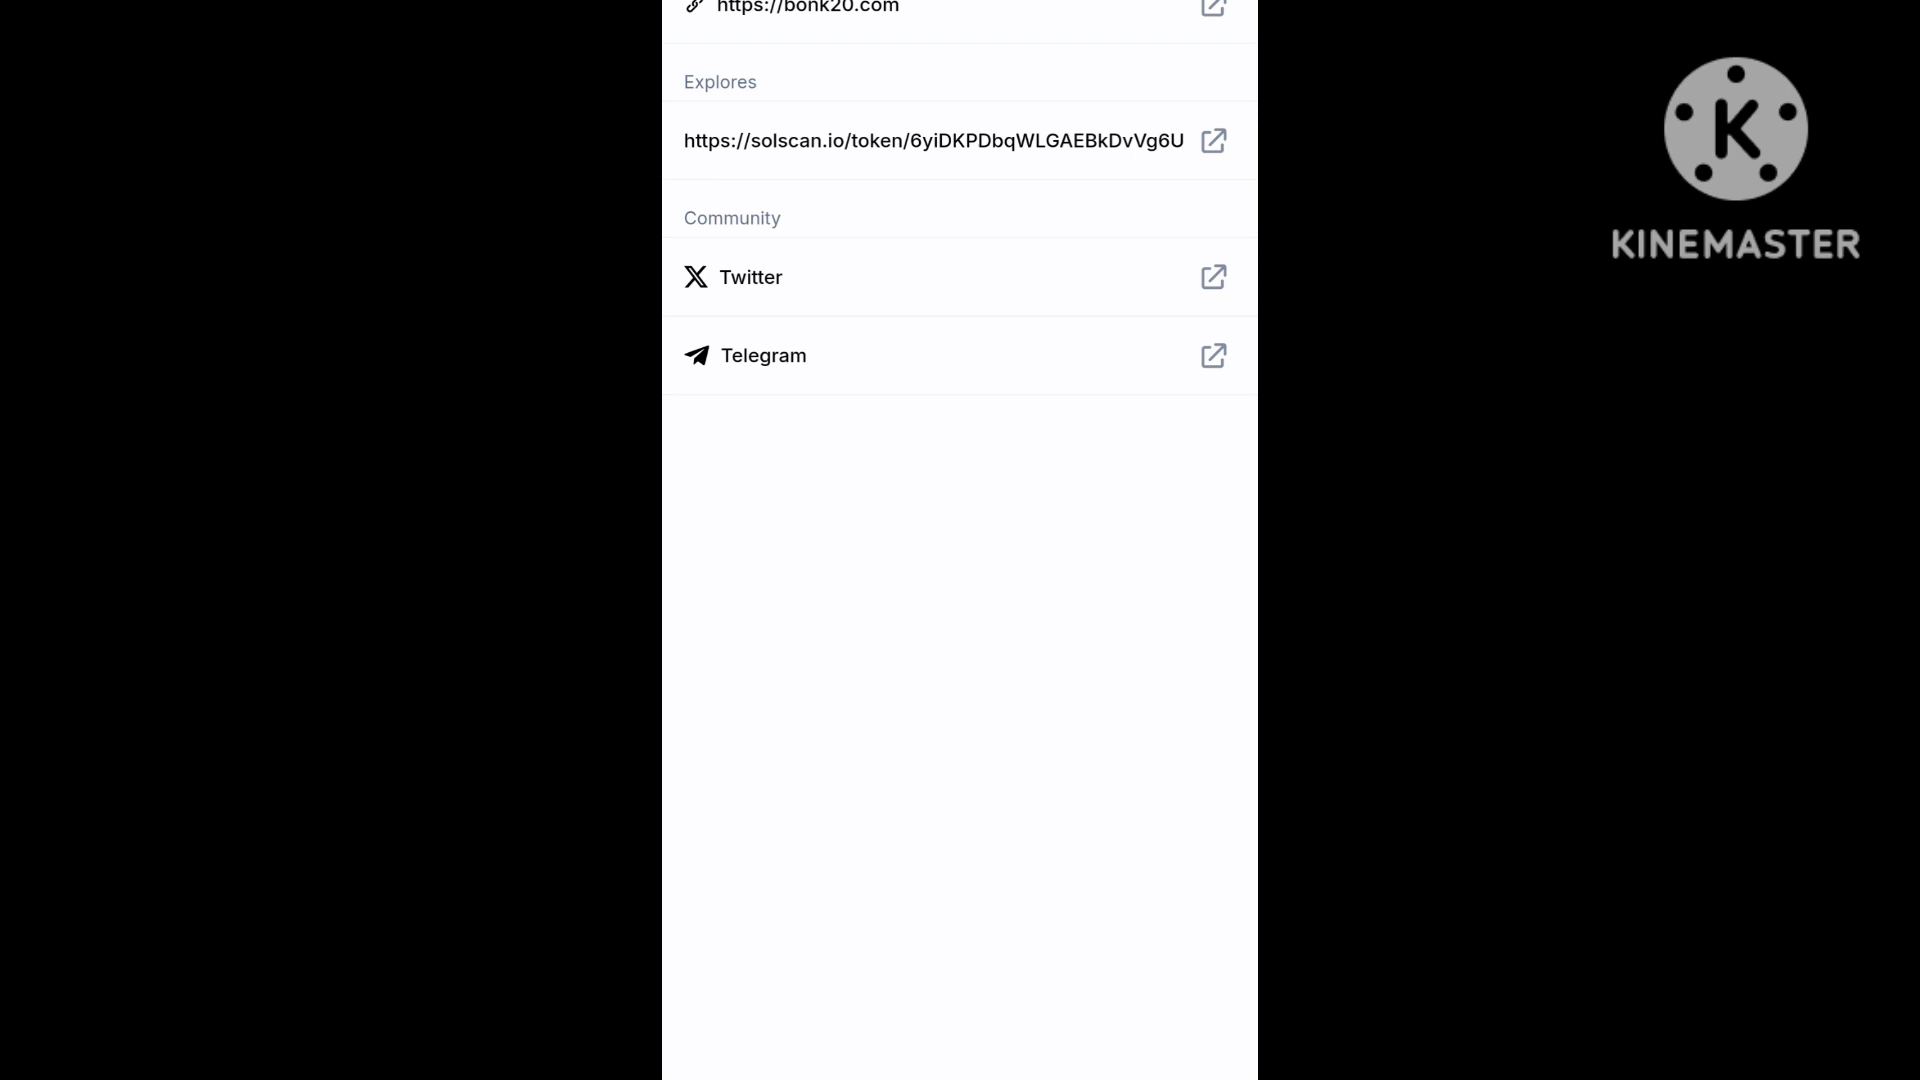 https://bonk20.com
Explores
https://solscan.io/token/6yiDKPDbqWLGAEBkDvVg6U
Community
Twitter
Telegram
K
KINEMASTER